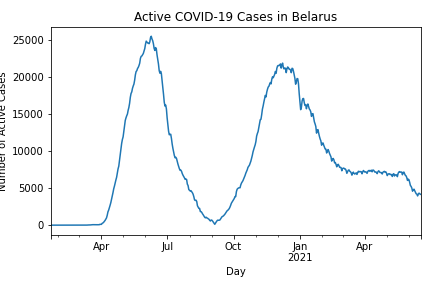 Active COVID-19 Cases in Belarus
Number of Active Cases
25000
20000
15000
10000
5000
0
Apr
Jul
Oct
Jan
2021
Apr
Day